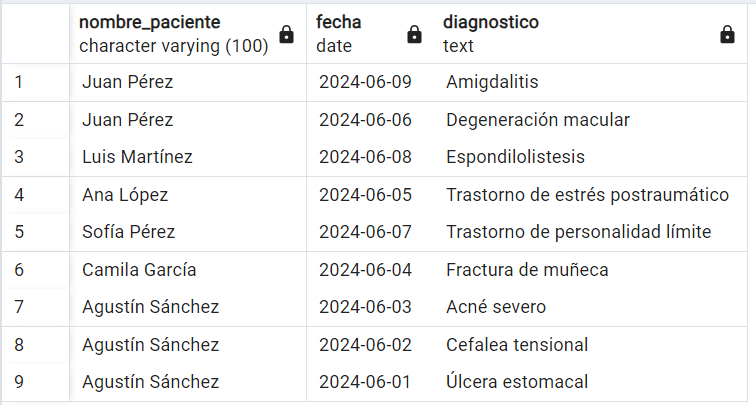 nombre_paciente fecha diagnostico
character varying (100) date text
1 Juan Pérez 2024-06-09 Amigdalitis
2 Juan Pérez 2024-06-06 Degeneración macular
3 Luis Martínez 2024-06-08 Espondilolistesis
4 Ana López 2024-06-05 Trastorno de estrés postraumático
5 Sofía Pérez 2024-06-07 Trastorno de personalidad límite
6 Camila García 2024-06-04 Fractura de muñeca
7 Agustín Sánchez 2024-06-03 Acné severo
8 Agustín Sánchez 2024-06-02 Cefalea tensional
9 Agustín Sánchez 2024-06-01 Úlcera estomacal